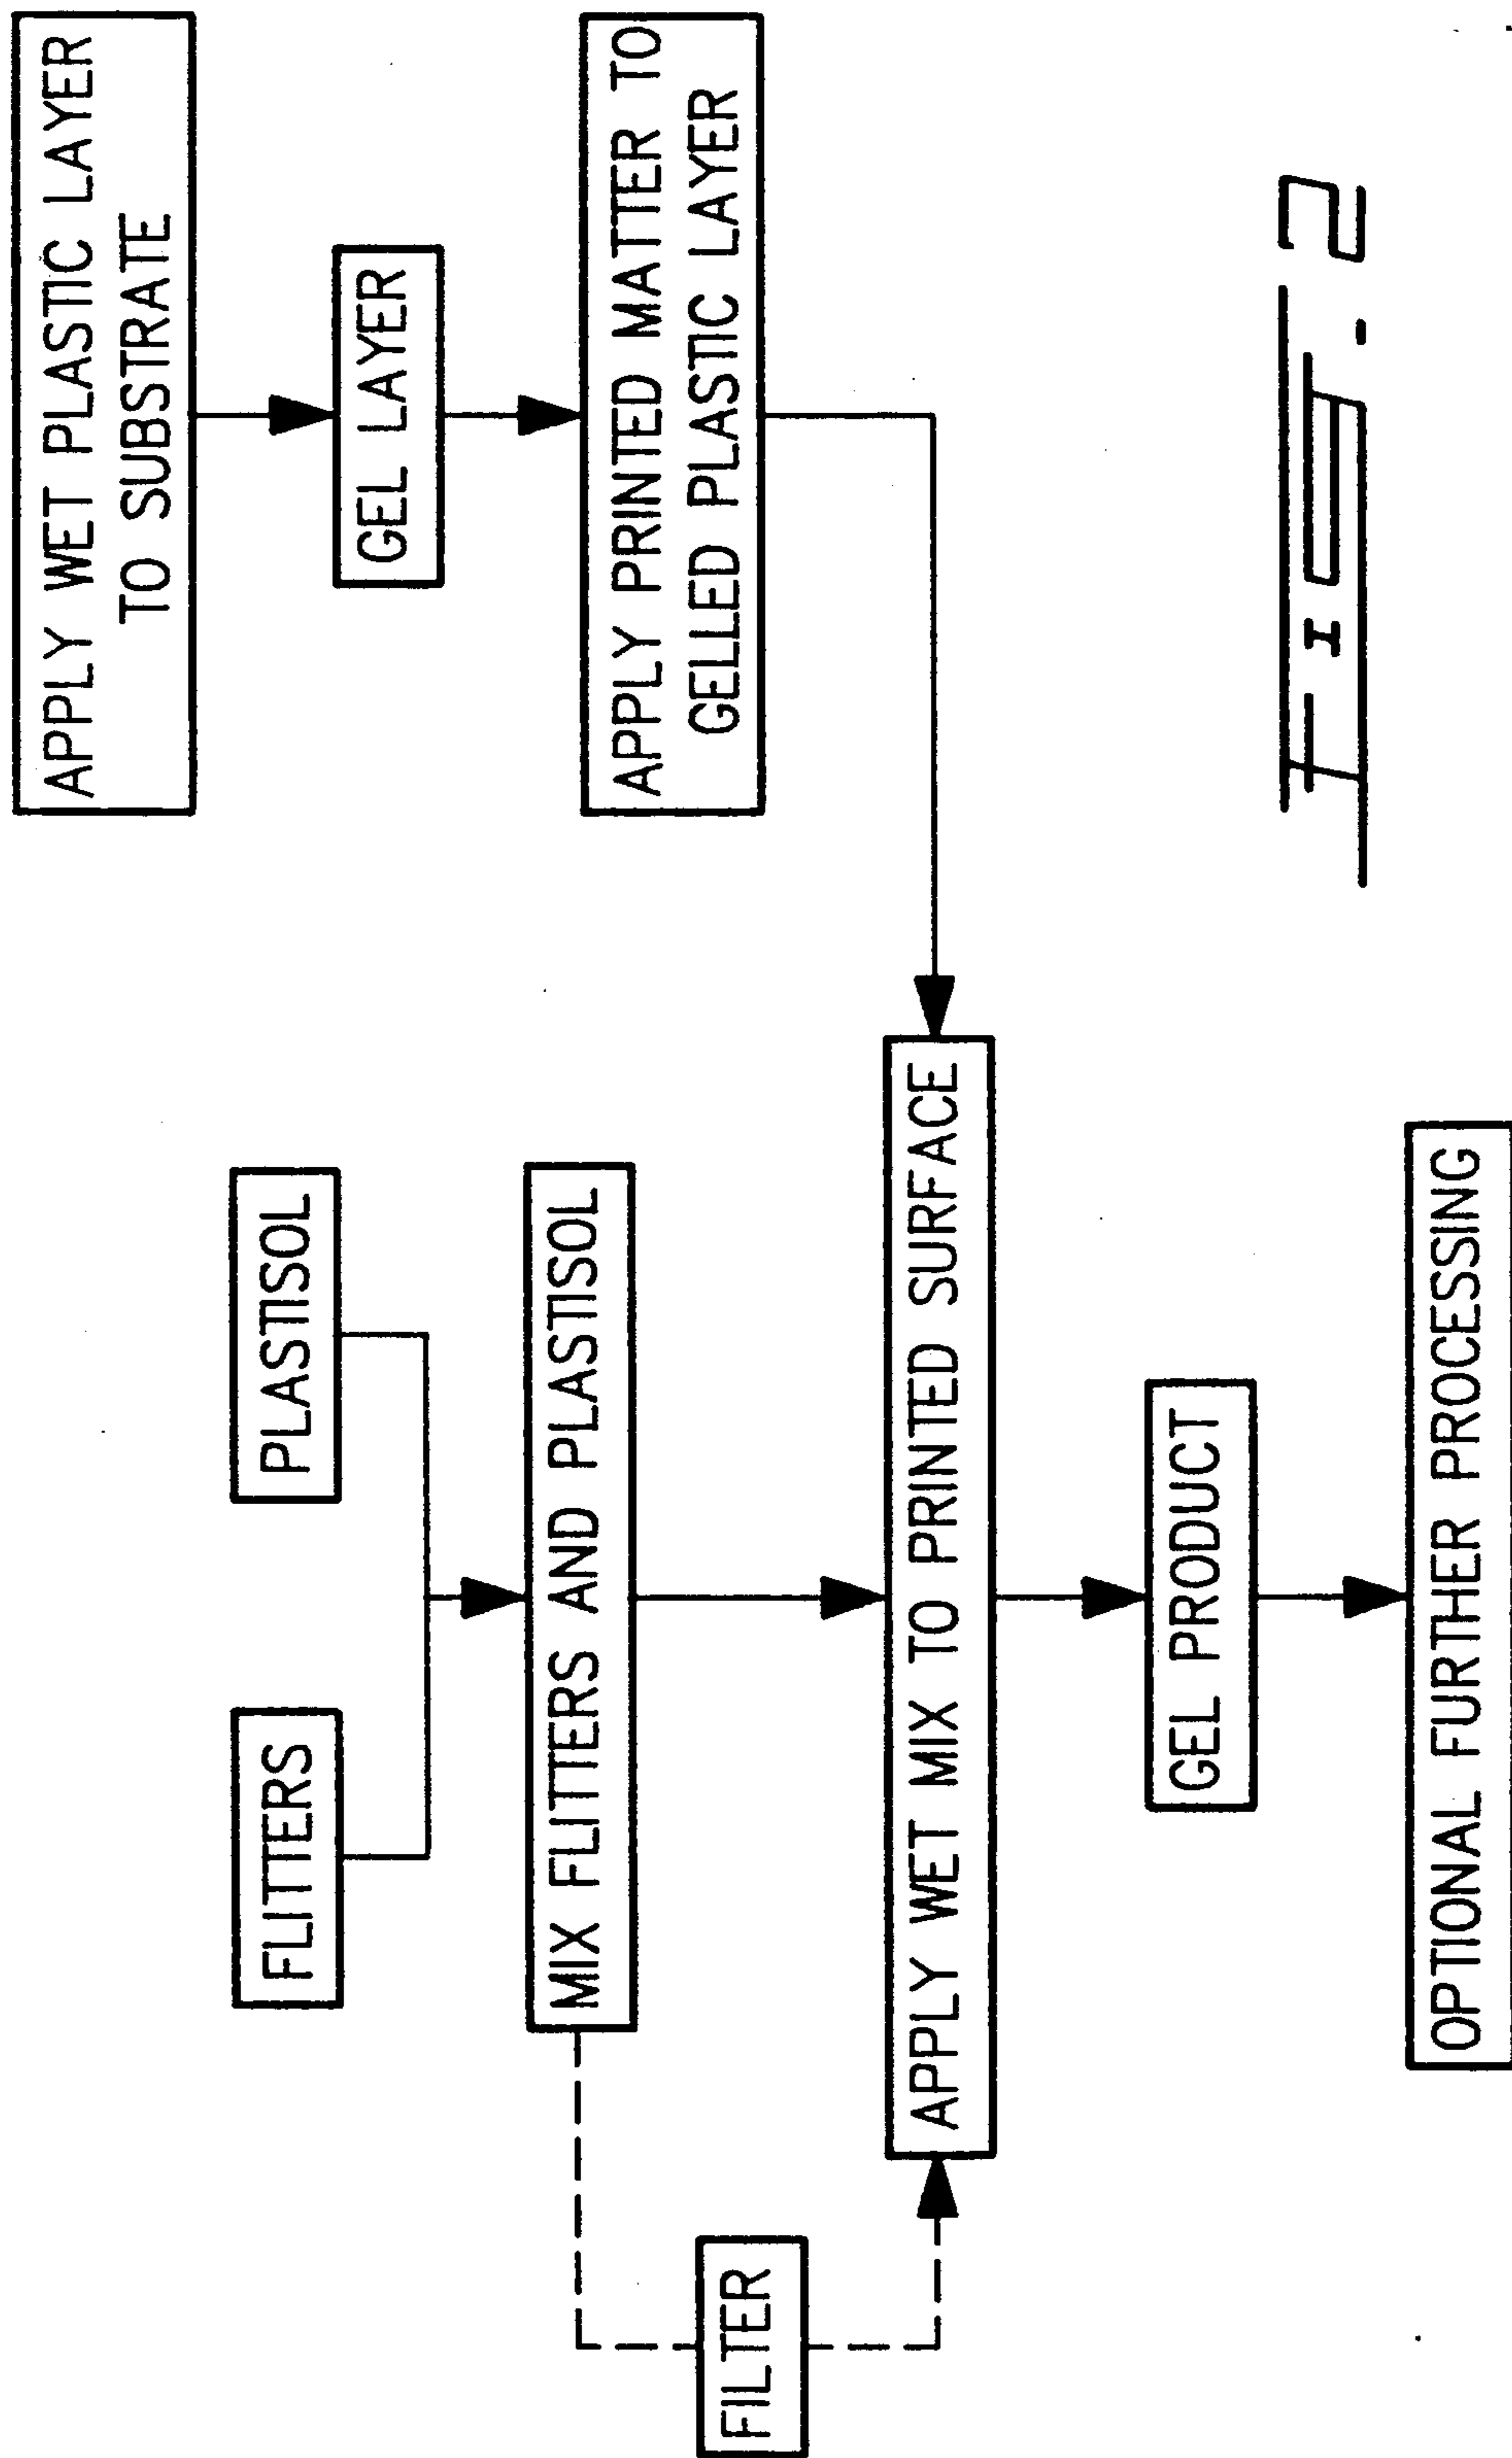 FLITTERS
PLASTISOL
MIX FLITTERS AND PLASTISOL
FILTER
APPLY WET PLASTIC LAYER
TO SUBSTRATE
GEL LAYER
APPLY PRINTED MATTER TO
GELLED PLASTIC LAYER
APPLY WET MIX TO PRINTED SURFACE
GEL PRODUCT
OPTIONAL FURTHER PROCESSING
FIG. 2